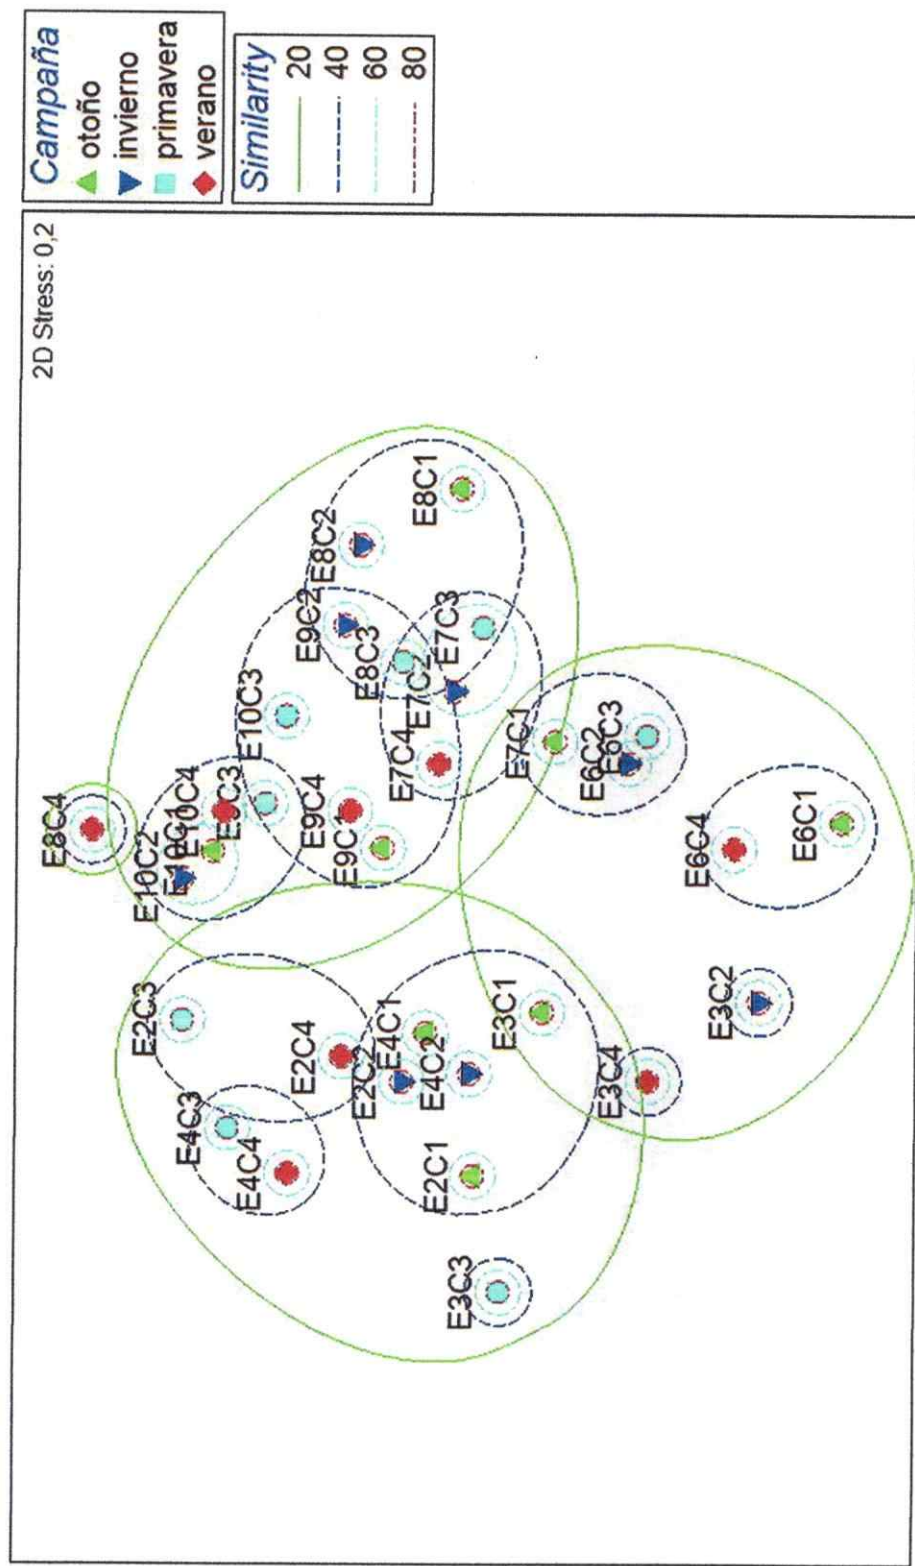 Campaña
otoño
invierno
primavera
verano
Similarity
20
40
60
80
2D Stress: 0,2
E8C4
E10C2
E10C1
E10C4
E9C3
E10C3
E9C2
E8C2
E8C1
E8C3
E7C3
E7C2
E7C4
E9C4
E9C1
E7C1
E6C2
E6C3
E6C4
E6C1
E2C3
E2C4
E4C3
E4C4
E2C2
E4C1
E4C2
E3C1
E2C1
E3C3
E3C4
E3C2